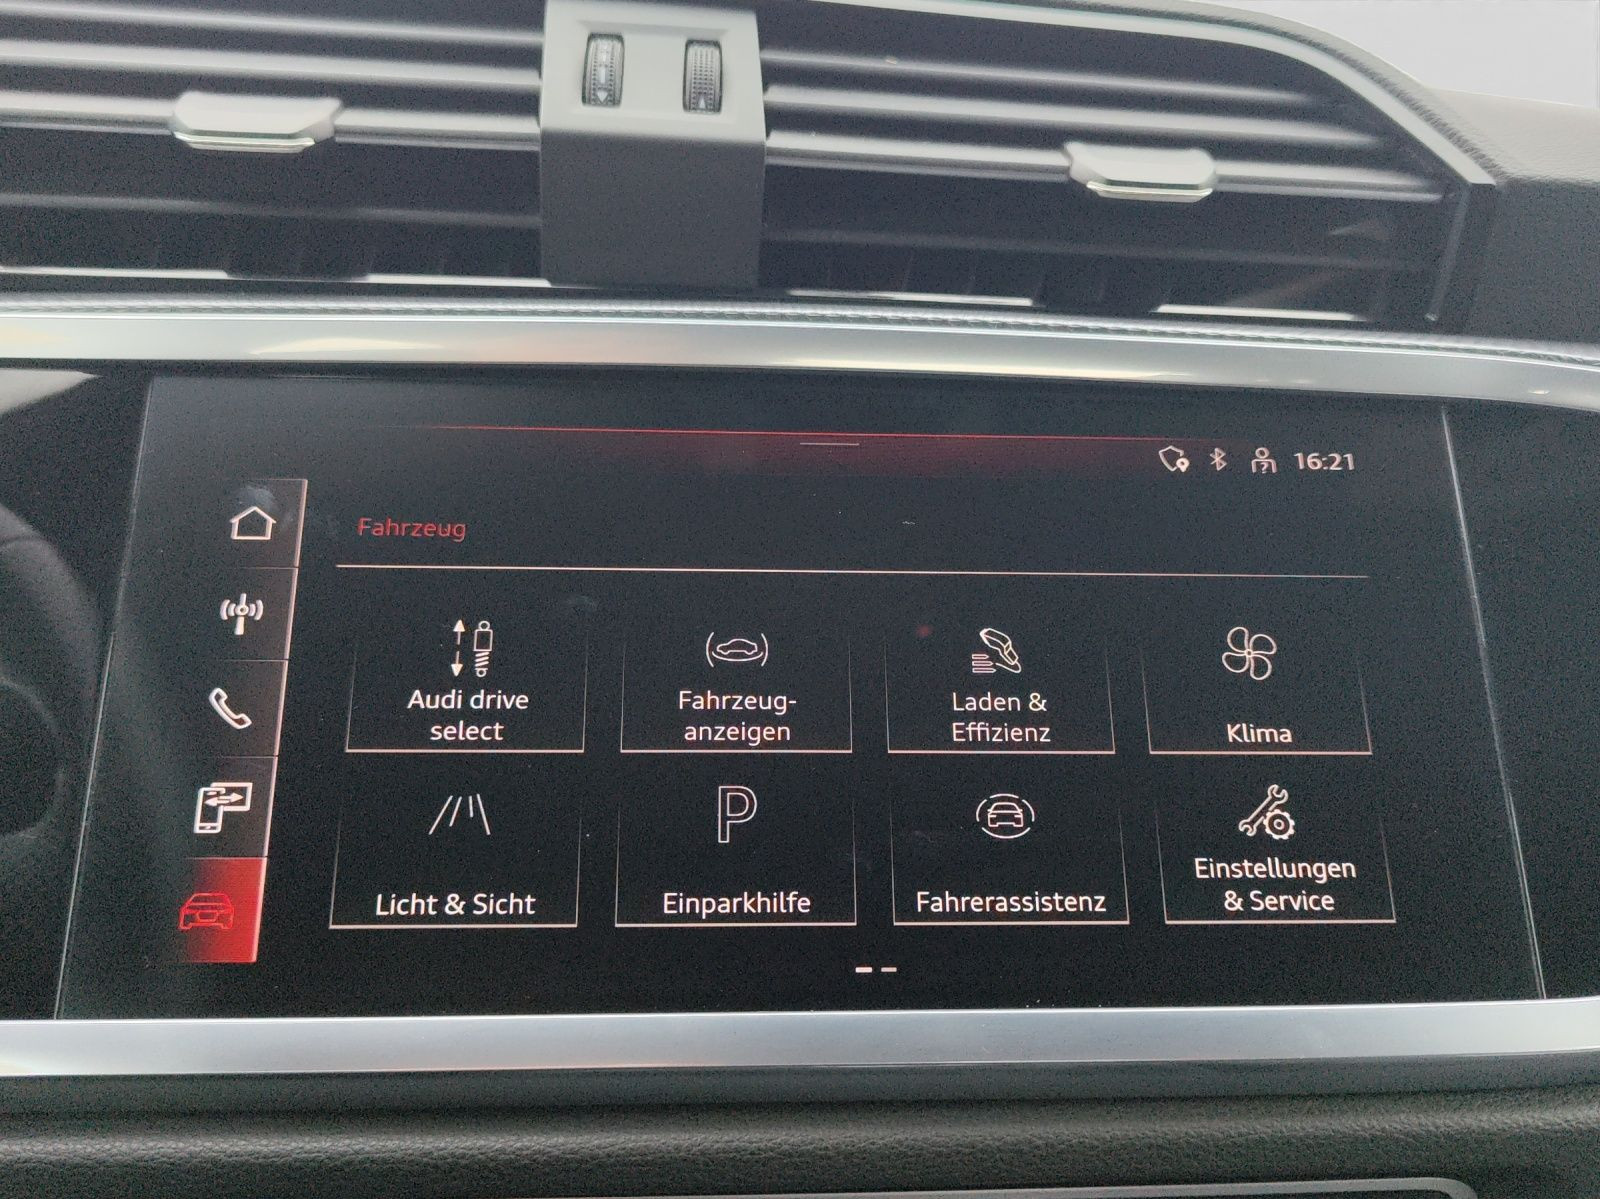 16:21
Fahrzeug
Audi drive
select
Fahrzeug-
anzeigen
Laden &
Effizienz
Klima
Licht & Sicht
P
Einparkhilfe
Fahrerassistenz
Einstellungen
& Service